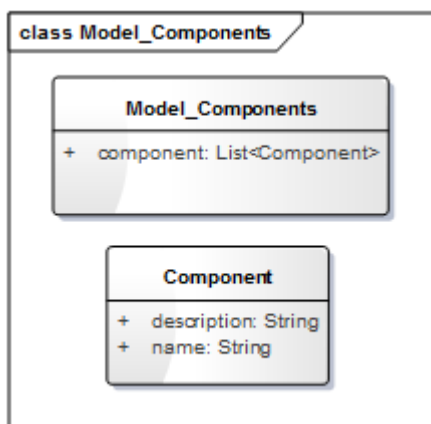 class Model_Components
Model_Components
+ component: List<Component>
Component
+ description: String
+ name: String